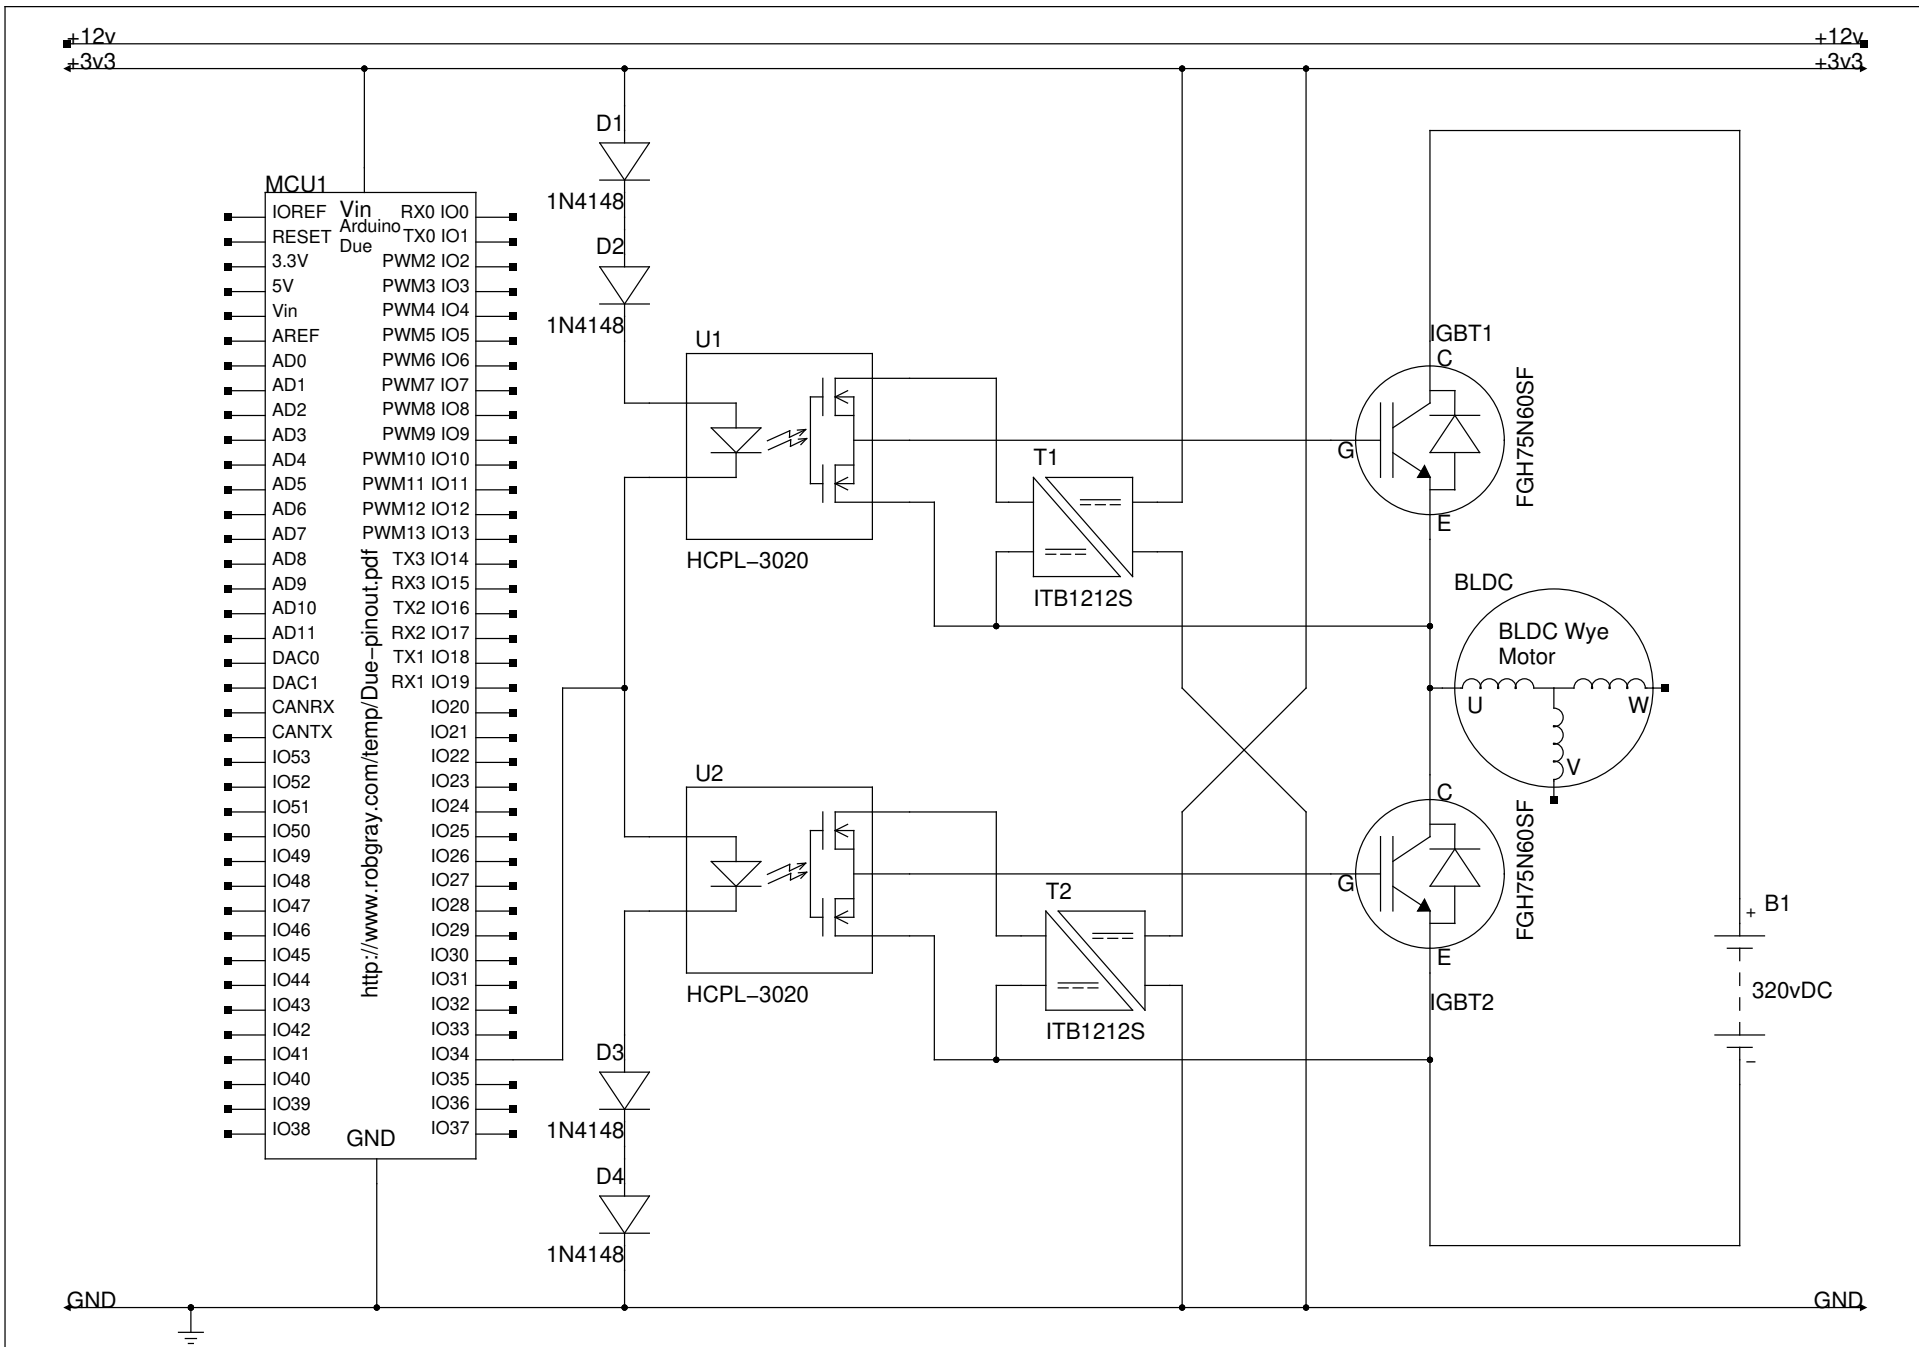 +12v +12v
+3v3 +3v3
D1
1N4148
D2
1N4148
MCU1
Vin
Arduino
Due
IOREF RX0 IO0
RESET TX0 IO1
3.3V PWM2 IO2
5V PWM3 IO3
Vin PWM4 IO4
AREF PWM5 IO5
AD0 PWM6 IO6
AD1 PWM7 IO7
AD2 PWM8 IO8
AD3 PWM9 IO9
AD4 PWM10 IO10
AD5 PWM11 IO11
AD6 PWM12 IO12
AD7 PWM13 IO13
AD8 TX3 IO14
AD9 RX3 IO15
AD10 TX2 IO16
AD11 RX2 IO17
DAC0 TX1 IO18
DAC1 RX1 IO19
CANRX IO20
CANTX IO21
IO53 IO22
IO52 IO23
IO51 IO24
IO50 IO25
IO49 IO26
IO48 IO27
IO47 IO28
IO46 IO29
IO45 IO30
IO44 IO31
IO43 IO32
IO42 IO33
IO41 IO34
IO40 IO35
IO39 IO36
IO38 IO37
GND
http://www.robgray.com/temp/Due-pinout.pdf
U1
HCPL-3020
T1
ITB1212S
IGBT1
C
G
E
FGH75N60SF
BLDC
BLDC Wye
Motor
U
W
V
U2
HCPL-3020
T2
ITB1212S
C
G
E
FGH75N60SF
IGBT2
+ B1
320vDC
−
D3
1N4148
D4
1N4148
GND GND